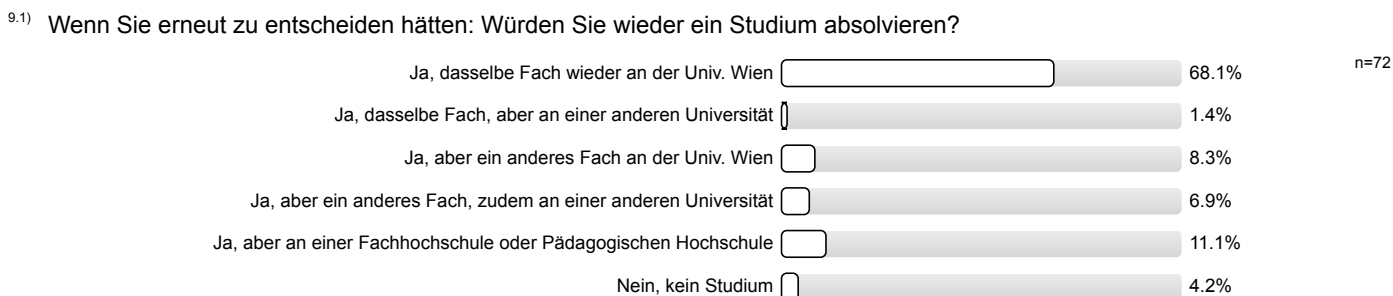 9.1) Wenn Sie erneut zu entscheiden hätten: Würden Sie wieder ein Studium absolvieren?
Ja, dasselbe Fach wieder an der Univ. Wien 68.1% n=72
Ja, dasselbe Fach, aber an einer anderen Universität 1.4%
Ja, aber ein anderes Fach an der Univ. Wien 8.3%
Ja, aber ein anderes Fach, zudem an einer anderen Universität 6.9%
Ja, aber an einer Fachhochschule oder Pädagogischen Hochschule 11.1%
Nein, kein Studium 4.2%